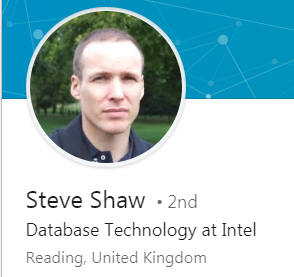 Steve Shaw • 2nd
Database Technology at Intel
Reading, United Kingdom